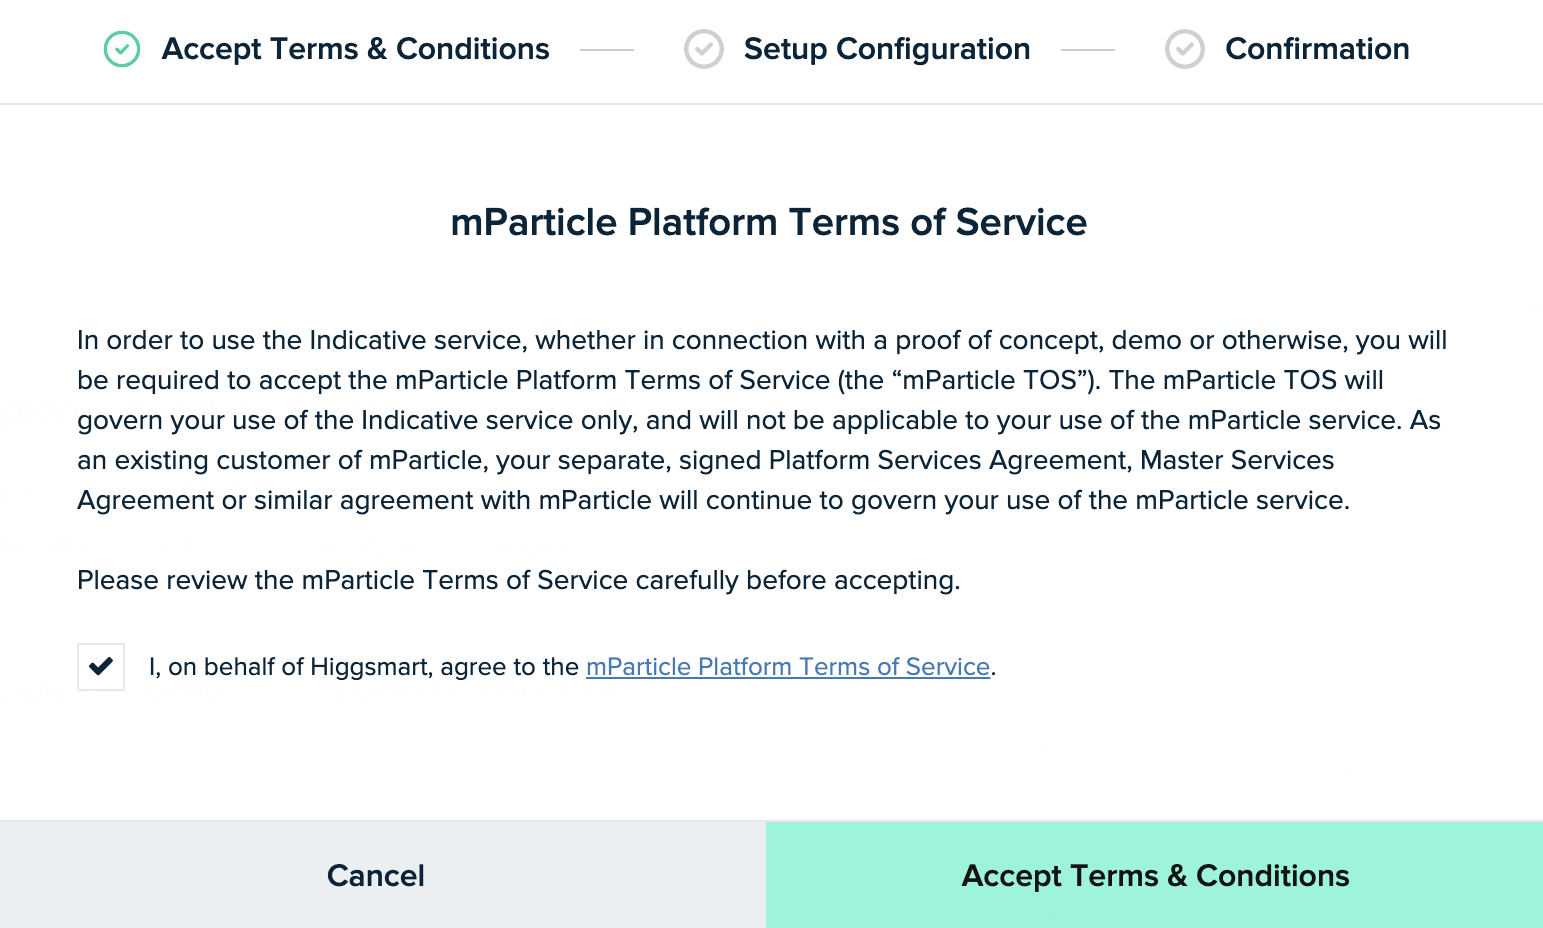 Accept Terms & Conditions Setup Configuration Confirmation
mParticle Platform Terms of Service
In order to use the Indicative service, whether in connection with a proof of concept, demo or otherwise, you will
be required to accept the mParticle Platform Terms of Service (the “mParticle TOS”). The mParticle TOS will
govern your use of the Indicative service only, and will not be applicable to your use of the mParticle service. As
an existing customer of mParticle, your separate, signed Platform Services Agreement, Master Services
Agreement or similar agreement with mParticle will continue to govern your use of the mParticle service.
Please review the mParticle Terms of Service carefully before accepting.
I, on behalf of Higgsmart, agree to the mParticle Platform Terms of Service.
Cancel Accept Terms & Conditions